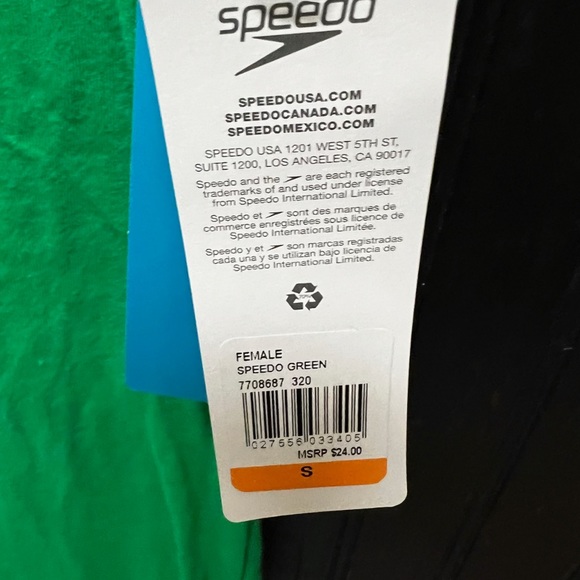 speedo
SPEEDOUSA.COM
SPEEDOCANADA.COM
SPEEDOMEXICO.COM
SPEEDO USA 1201 WEST 5TH ST,
SUITE 1200, LOS ANGELES, CA 90017
Speedo and the are each registered
trademarks of and used under license
from Speedo International Limited.
Speedo et sont des marques de
commerce enregistrées sous licence de
Speedo International Limitée.
Speedo y et son marcas registradas
cada una y se utilizan bajo licencia de
Speedo International Limited.
FEMALE
SPEEDO GREEN
7708687 320
027556 033405
MSRP $24.00
S